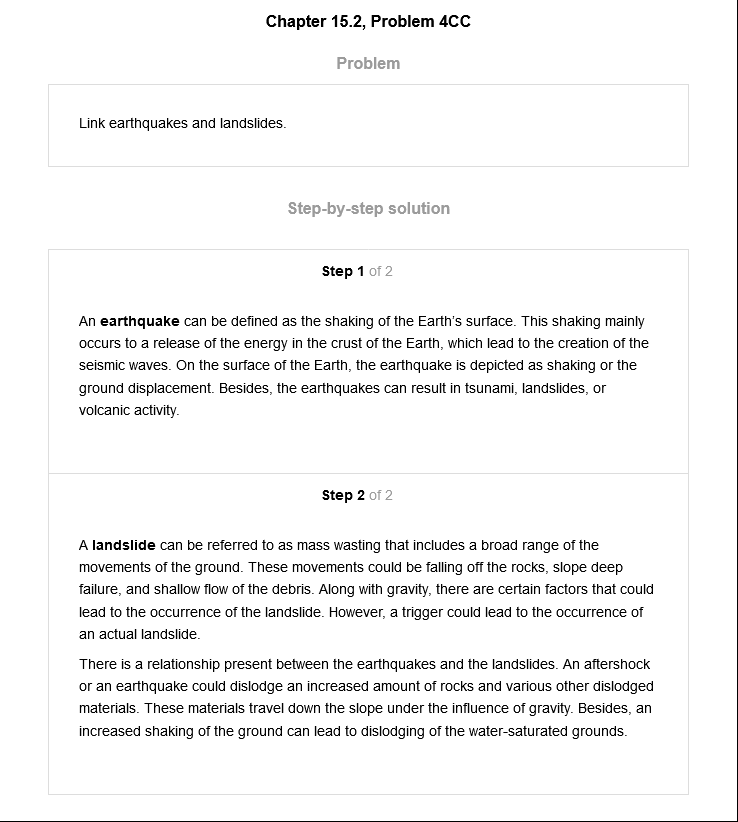 Chapter 15.2, Problem 4CC
Problem
Link earthquakes and landslides.
Step-by-step solution
Step 1 of 2
An earthquake can be defined as the shaking of the Earth’s surface. This shaking mainly
occurs to a release of the energy in the crust of the Earth, which lead to the creation of the
seismic waves. On the surface of the Earth, the earthquake is depicted as shaking or the
ground displacement. Besides, the earthquakes can result in tsunami, landslides, or
volcanic activity.
Step 2 of 2
A landslide can be referred to as mass wasting that includes a broad range of the
movements of the ground. These movements could be falling off the rocks, slope deep
failure, and shallow flow of the debris. Along with gravity, there are certain factors that could
lead to the occurrence of the landslide. However, a trigger could lead to the occurrence of
an actual landslide.
There is a relationship present between the earthquakes and the landslides. An aftershock
or an earthquake could dislodge an increased amount of rocks and various other dislodged
materials. These materials travel down the slope under the influence of gravity. Besides, an
increased shaking of the ground can lead to dislodging of the water-saturated grounds.